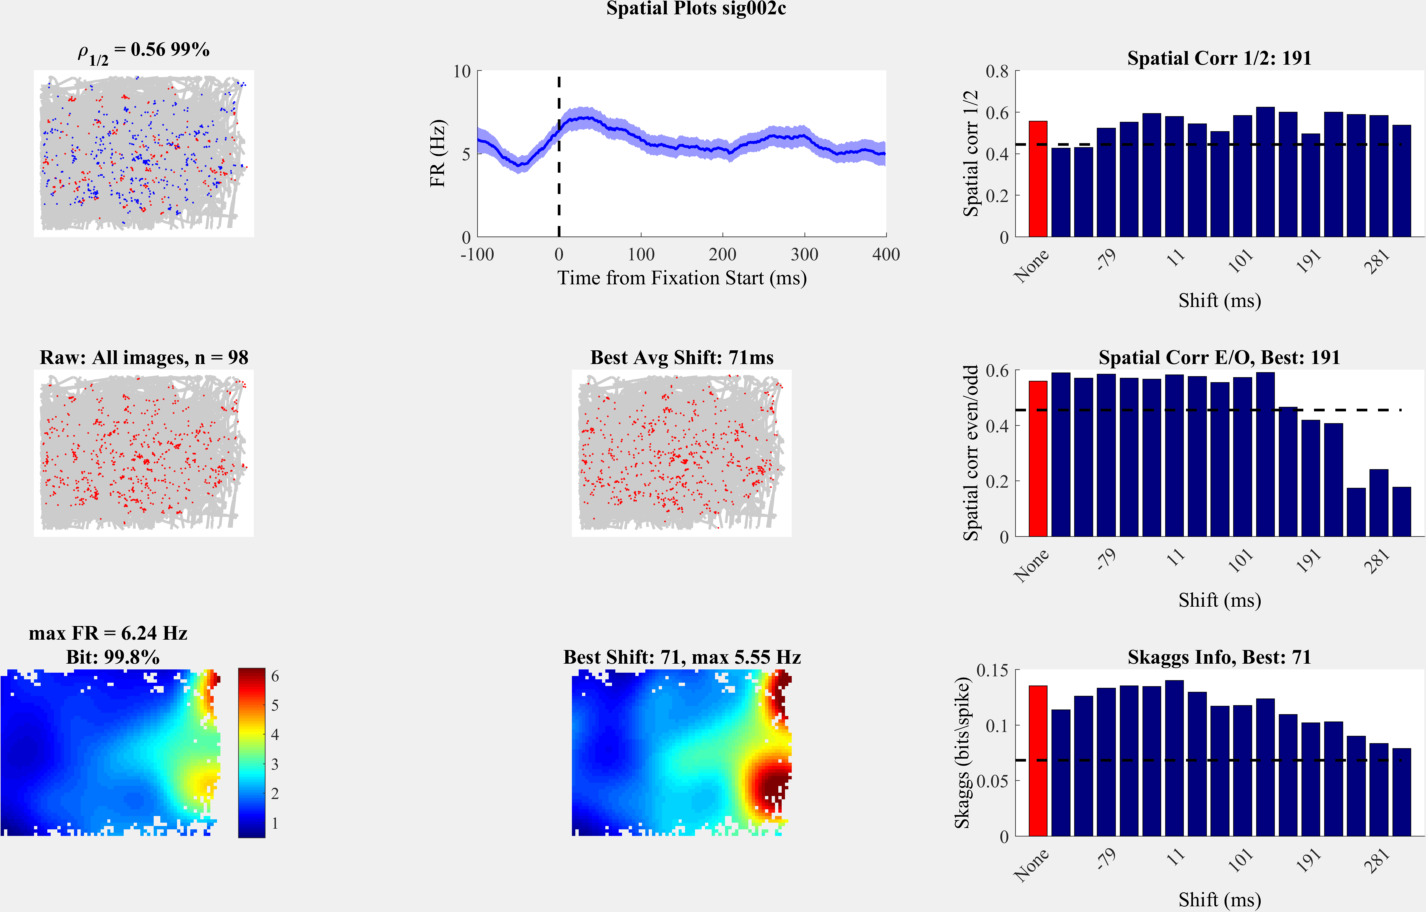 Spatial Plots sig002c
ρ1/2 = 0.56 99%
10
5
0
FR (Hz)
-100 0 100 200 300 400
Time from Fixation Start (ms)
Spatial Corr 1/2: 191
0.8
0.6
0.4
0.2
0
Spatial corr 1/2
None -79 11 101 191 281
Shift (ms)
Raw: All images, n = 98
Best Avg Shift: 71ms
Spatial Corr E/O, Best: 191
0.6
0.4
0.2
0
Spatial corr even/odd
None -79 11 101 191 281
Shift (ms)
max FR = 6.24 Hz
Bit: 99.8%
6
5
4
3
2
1
Best Shift: 71, max 5.55 Hz
Skaggs Info, Best: 71
0.15
0.1
0.05
0
Skaggs (bits\spike)
None -79 11 101 191 281
Shift (ms)